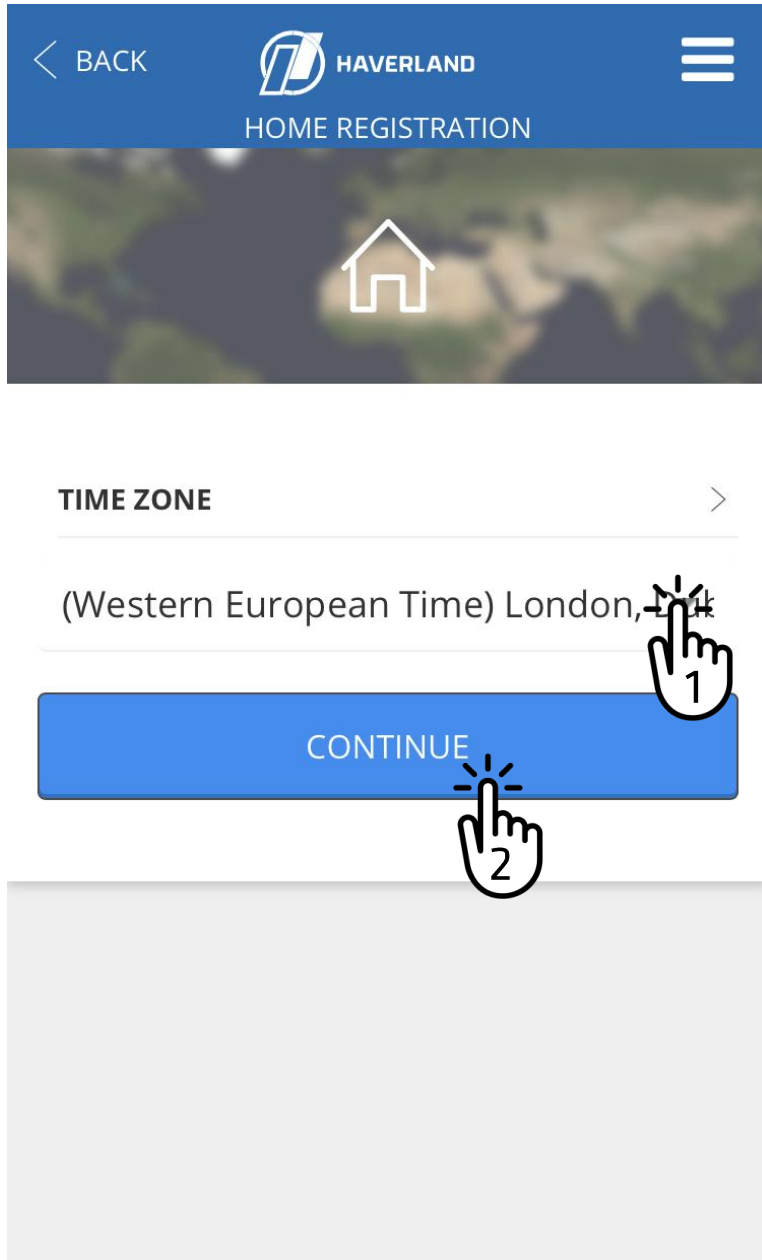 BACK
HAVERLAND
HOME REGISTRATION
TIME ZONE
(Western European Time) London,
1
CONTINUE
2